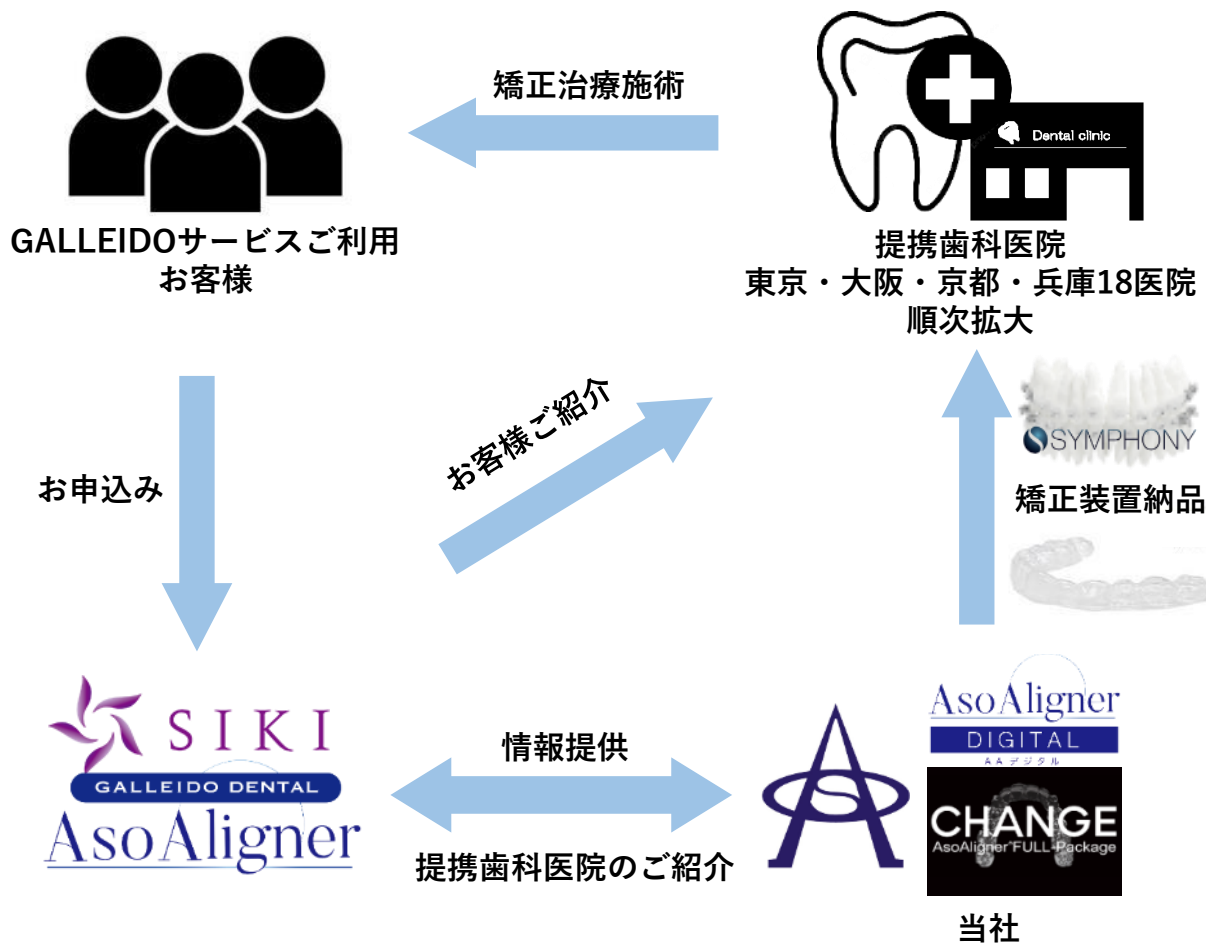 矯正治療施術
Dental clinic
GALLEIDOサービスご利用
お客様
提携歯科医院
東京・大阪・京都・兵庫18医院
順次拡大
お客様ご紹介
SYMPHONY
お申込み
矯正装置納品
SIKI
GALLEIDO DENTAL
AsoAligner
情報提供
提携歯科医院のご紹介
AsoAligner
DIGITAL
AAデジタル
CHANGE
AsoAligner FULL-Package
当社